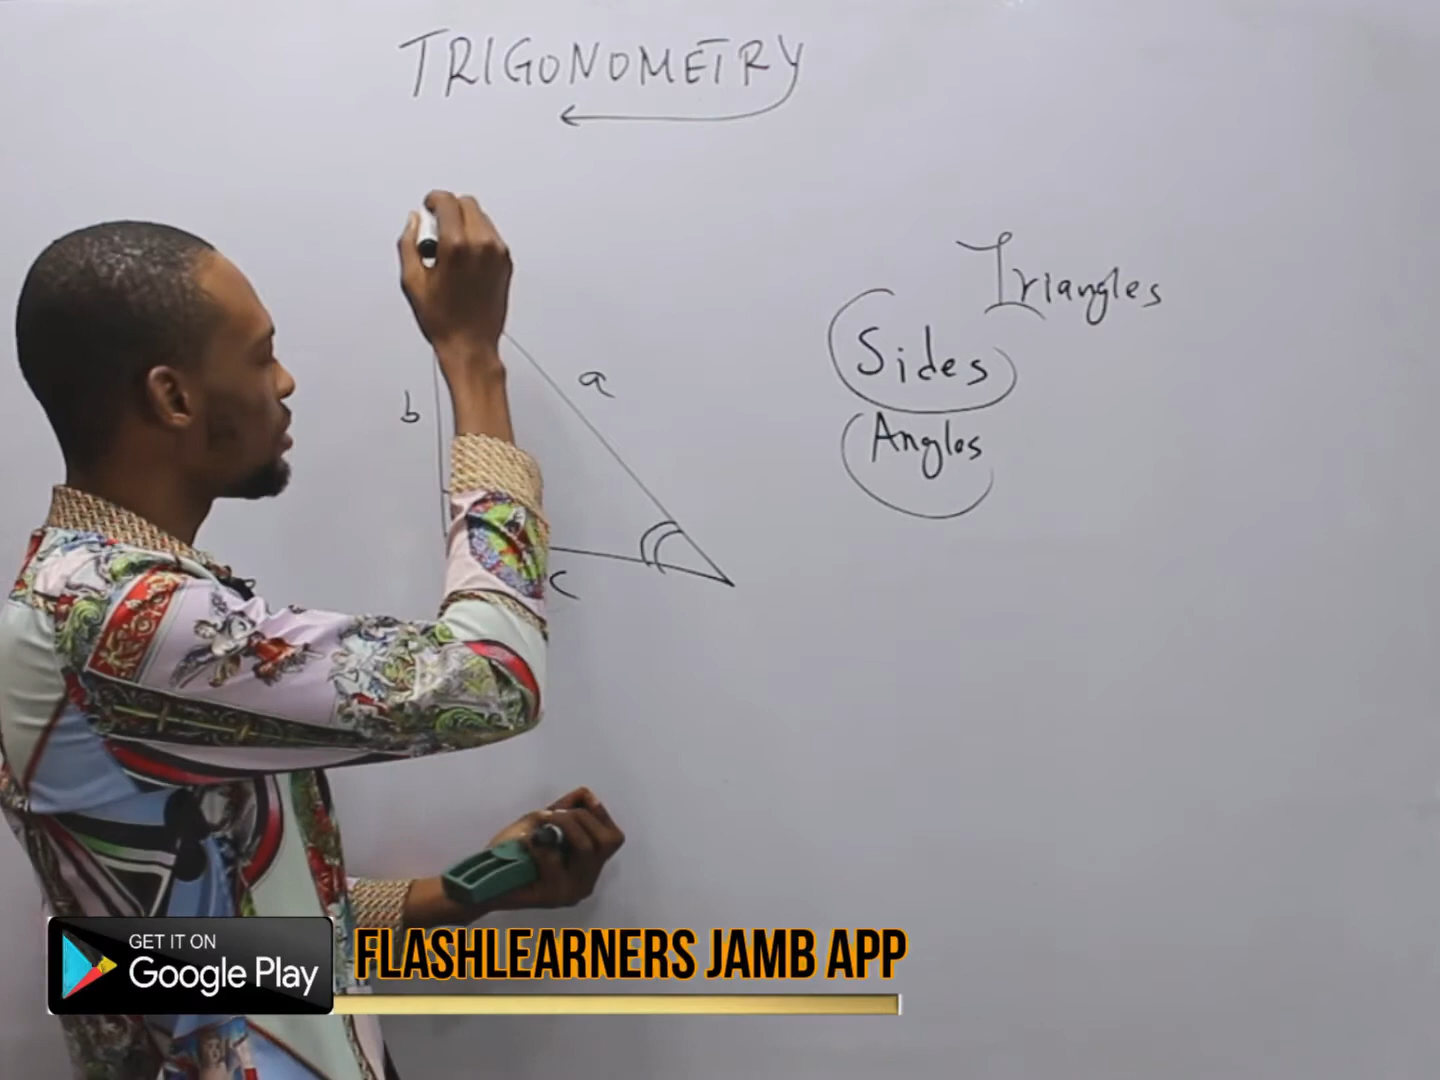 TRIGONOMETRY
Triangles
Sides
Angles
a
b
c
GET IT ON
Google Play
FLASHLEARNERS JAMB APP